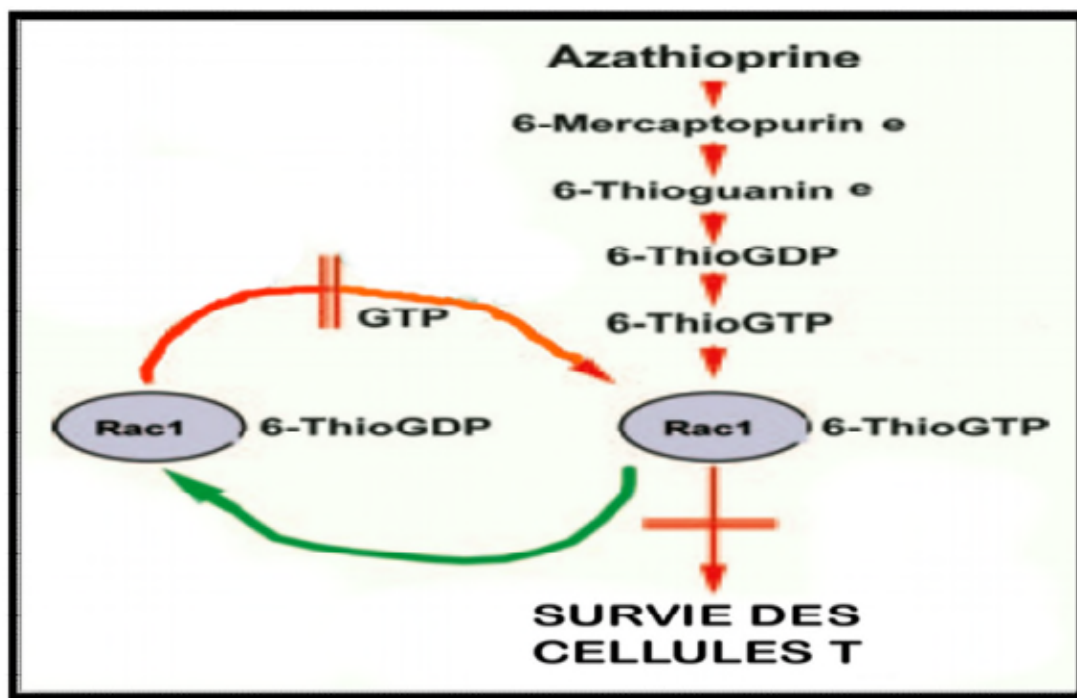 Azathioprine
6-Mercaptopurin e
6-Thioguanin e
6-ThioGDP
GTP
6-ThioGTP
Rac1 6-ThioGDP
Rac1 6-ThioGTP
SURVIE DES
CELLULES T